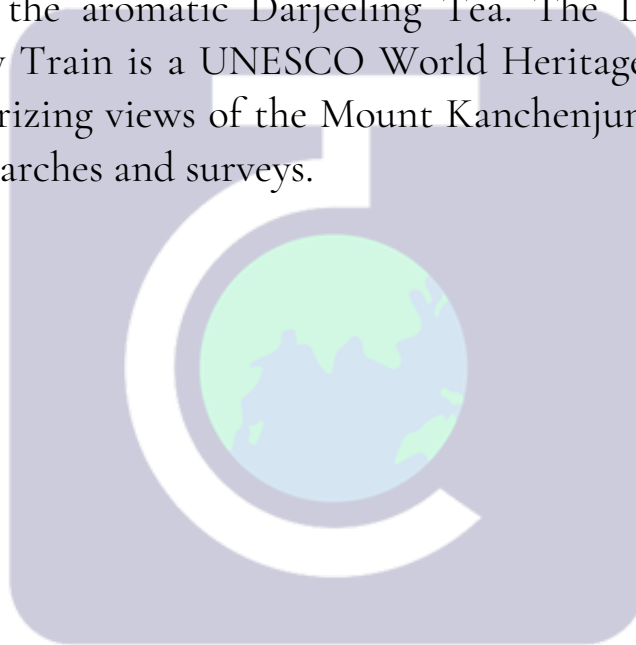 the aromatic Darjeeling Tea. The
Train is a UNESCO World Heritage
rizing views of the Mount Kanchenjun
arches and surveys.